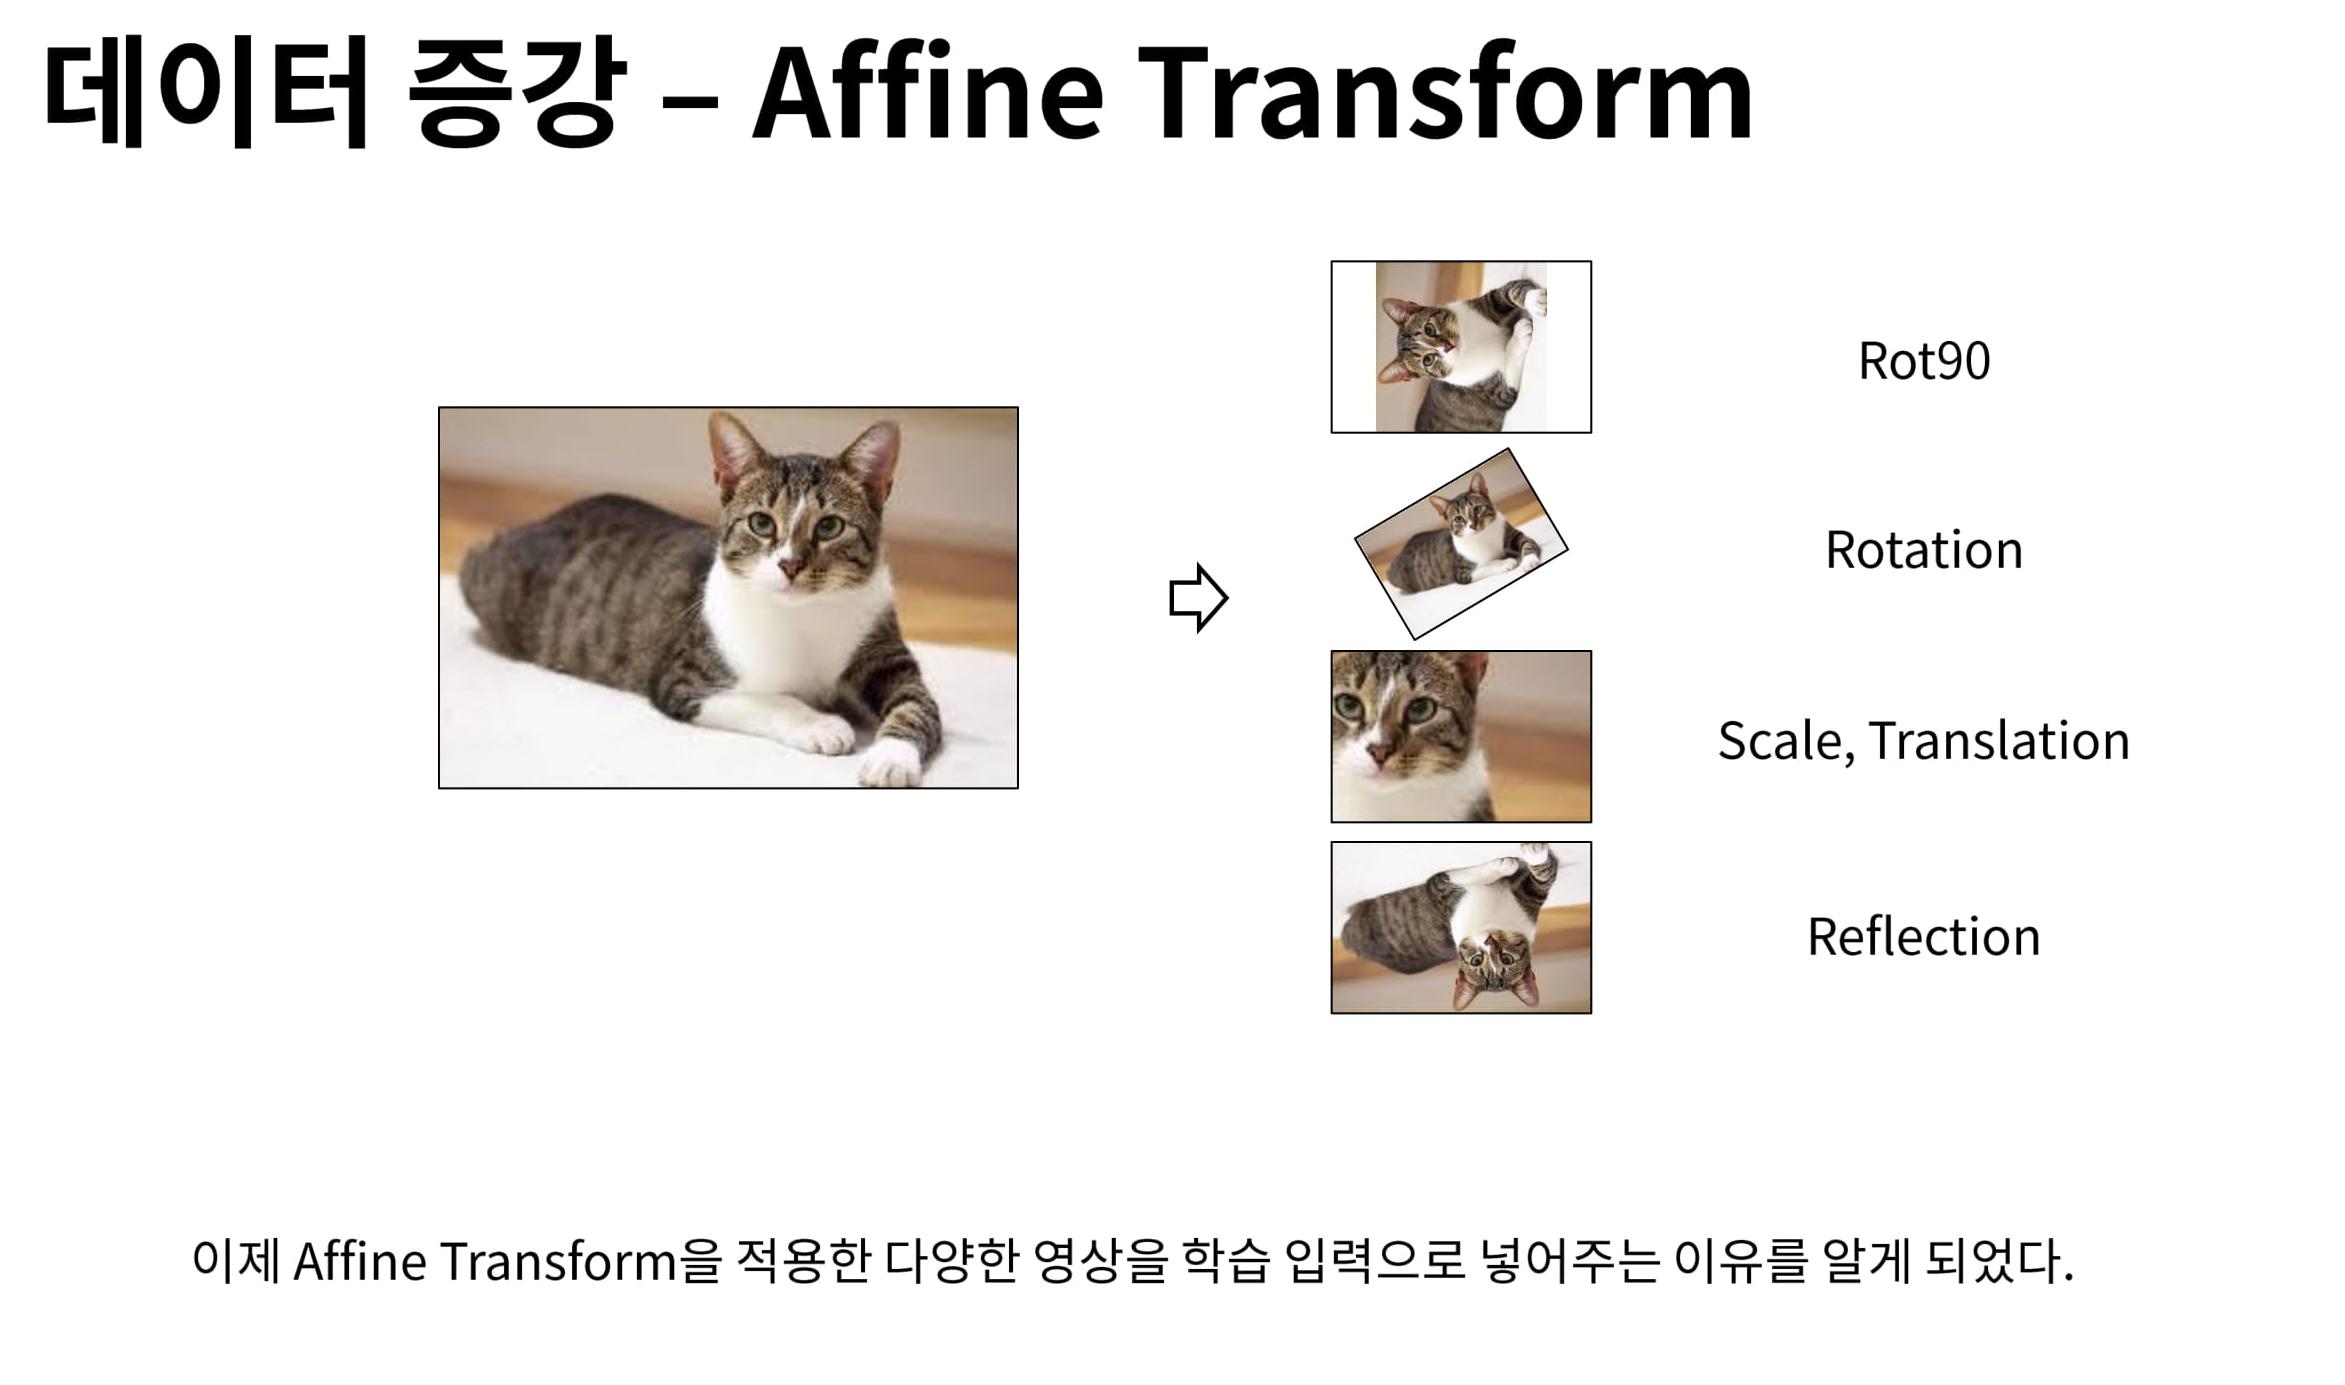 데이터 증강 – Affine Transform
Rot90
Rotation
Scale, Translation
Reflection
이제 Affine Transform을 적용한 다양한 영상을 학습 입력으로 넣어주는 이유를 알게 되었다.